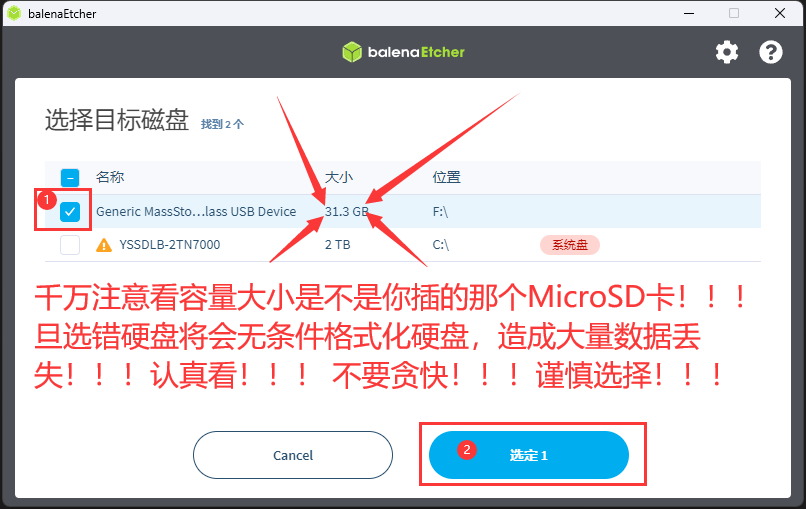 balenaEtcher
balenaEtcher
选择目标磁盘 找到 2 个
名称 大小 位置
1
Generic MassSto...lass USB Device 31.3 GB F:\
YSSDLB-2TN7000 2 TB C:\ 系统盘
千万注意看容量大小是不是你插的那个MicroSD卡！！！
旦选错硬盘将会无条件格式化硬盘，造成大量数据丢
失！！！认真看！！！ 不要贪快！！！谨慎选择！！！
Cancel 2 选定 1